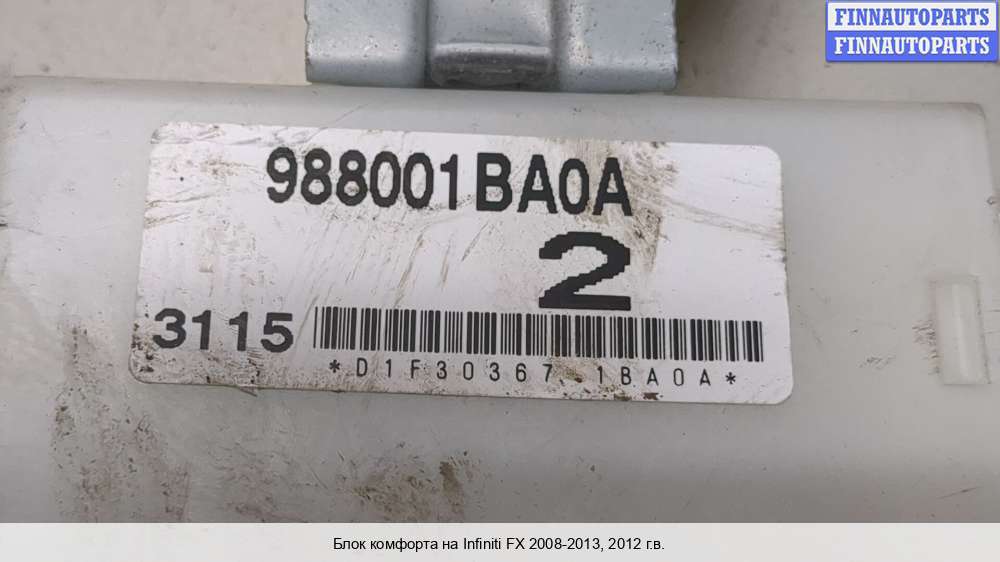 FINNAUTOPARTS
FINNAUTOPARTS
988001BA0A
2
3115
*D1F30367 1BA0A*
Блок комфорта на Infiniti FX 2008-2013, 2012 г.в.